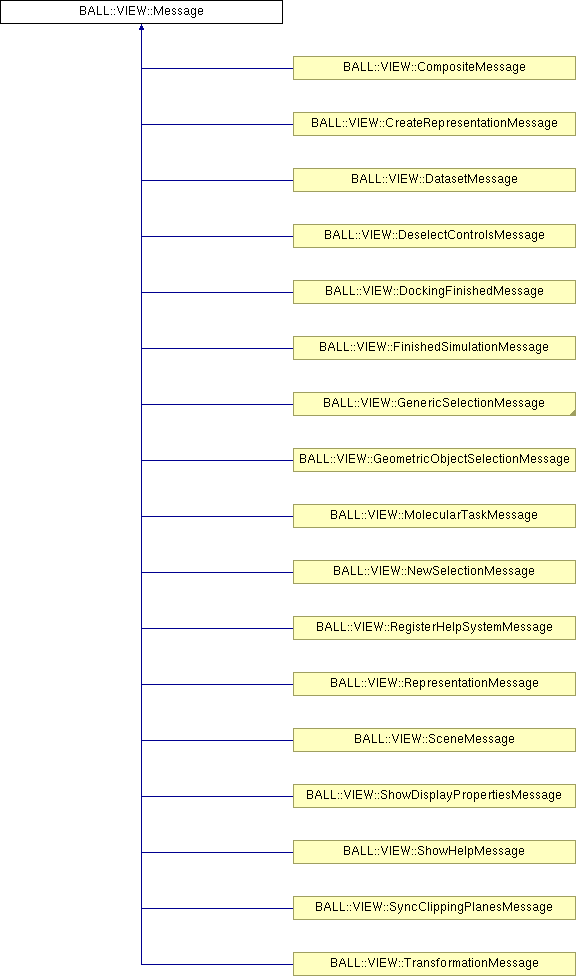 BALL::VIEW::Message
BALL::VIEW::CompositeMessage
BALL::VIEW::CreateRepresentationMessage
BALL::VIEW::DatasetMessage
BALL::VIEW::DeselectControlsMessage
BALL::VIEW::DockingFinishedMessage
BALL::VIEW::FinishedSimulationMessage
BALL::VIEW::GenericSelectionMessage
BALL::VIEW::GeometricObjectSelectionMessage
BALL::VIEW::MolecularTaskMessage
BALL::VIEW::NewSelectionMessage
BALL::VIEW::RegisterHelpSystemMessage
BALL::VIEW::RepresentationMessage
BALL::VIEW::SceneMessage
BALL::VIEW::ShowDisplayPropertiesMessage
BALL::VIEW::ShowHelpMessage
BALL::VIEW::SyncClippingPlanesMessage
BALL::VIEW::TransformationMessage